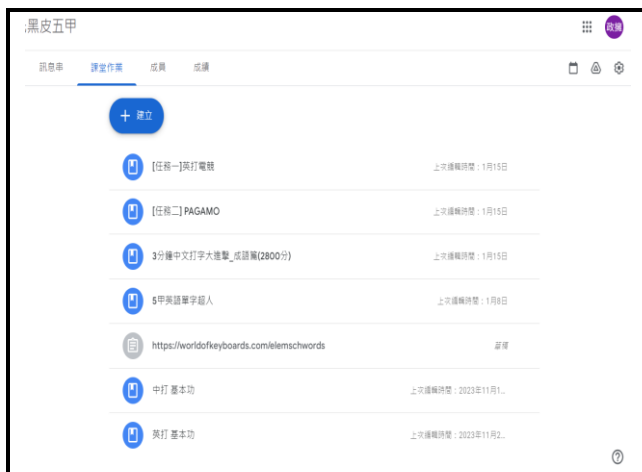 黑皮五甲
政擁
訊息串 課堂作業 成員 成績
+ 建立
[任務一]英打電競 上次編輯時間：1月15日
[任務二] PAGAMO 上次編輯時間：1月15日
3分鐘中文打字大進擊_成語篇(2800分) 上次編輯時間：1月15日
5甲英語單字超人 上次編輯時間：1月8日
https://worldofkeyboards.com/elemschwords 草稿
中打 基本功 上次編輯時間：2023年11月1...
英打 基本功 上次編輯時間：2023年11月2...